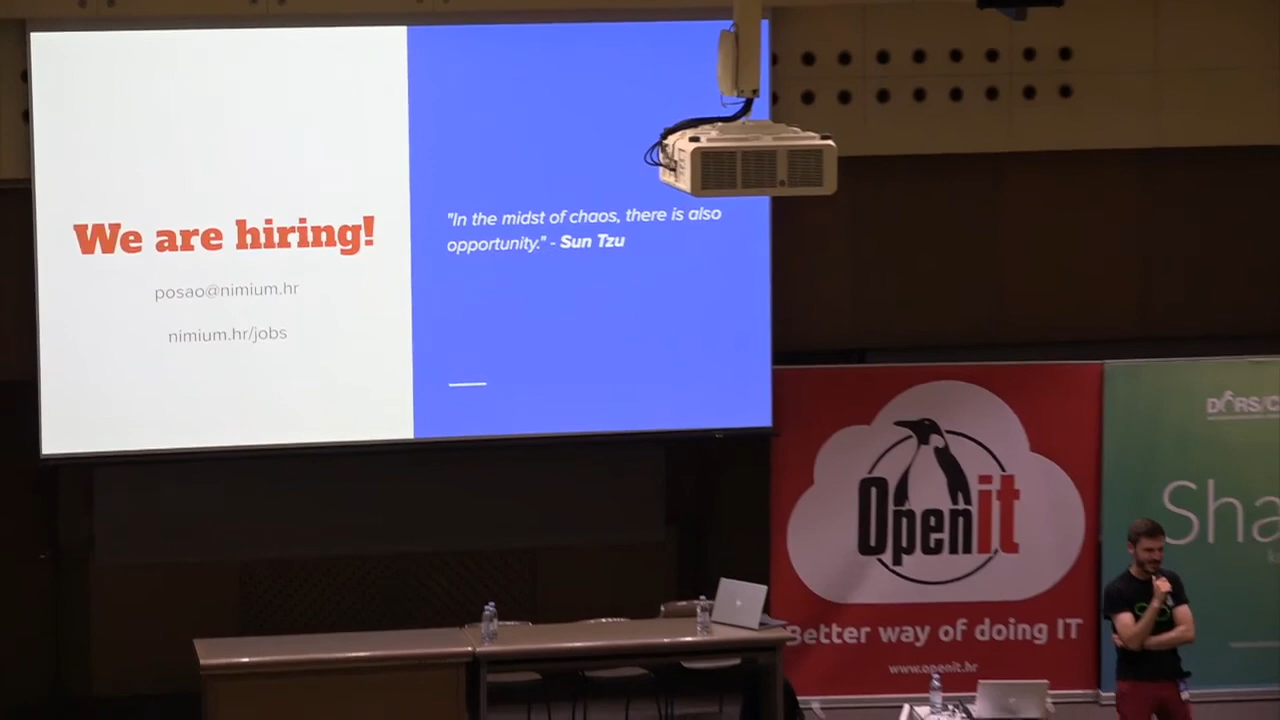 We are hiring!
posao@nimium.hr
nimium.hr/jobs
"In the midst of chaos, there is also
opportunity." - Sun Tzu
Openit
Better way of doing IT
www.openit.hr
DORS/C
Sha